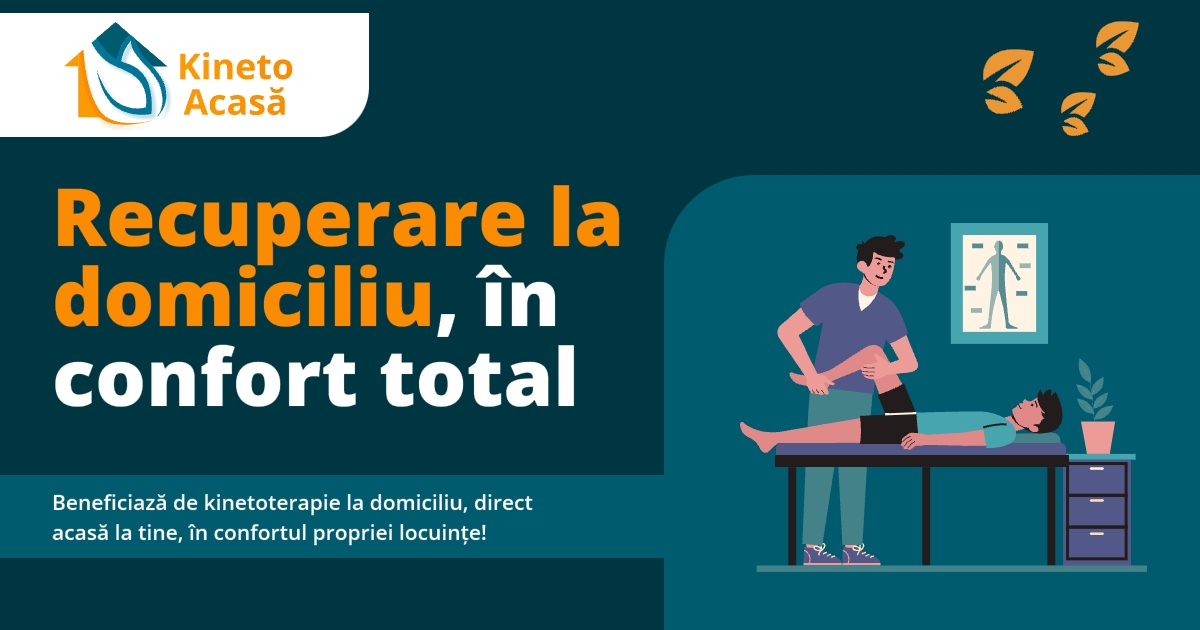 Kineto
Acasă
Recuperare la
domiciliu, în
confort total
Beneficiază de kinetoterapie la domiciliu, direct
acasă la tine, în confortul propriei locuințe!